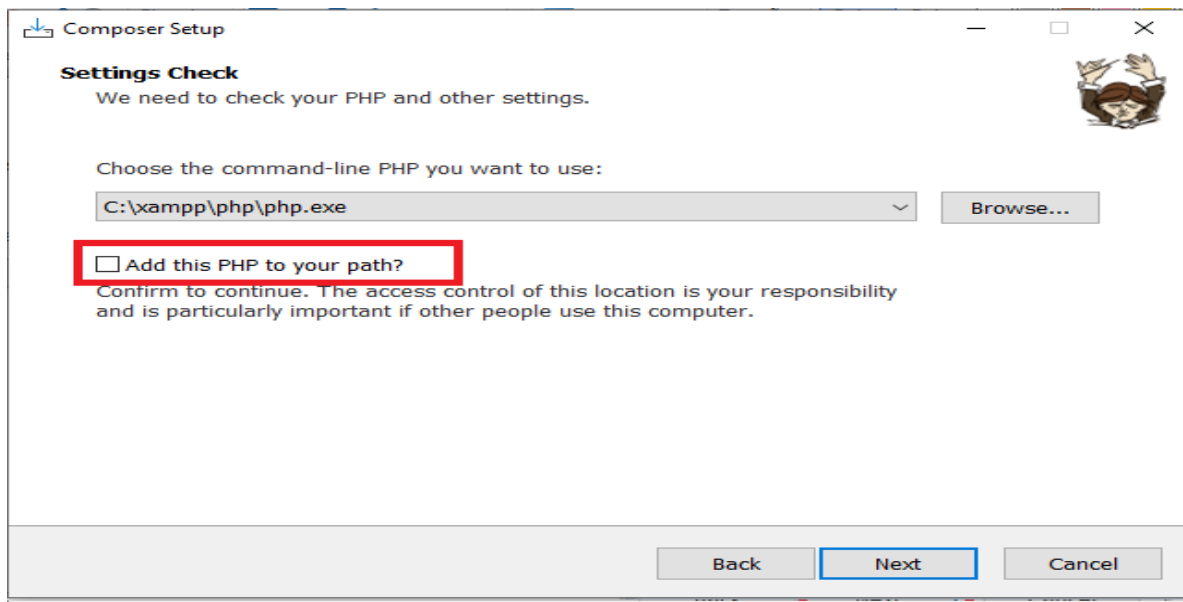 Composer Setup
Settings Check
We need to check your PHP and other settings.
Choose the command-line PHP you want to use:
C:\xampp\php\php.exe
Browse...
Add this PHP to your path?
Confirm to continue. The access control of this location is your responsibility
and is particularly important if other people use this computer.
Back
Next
Cancel